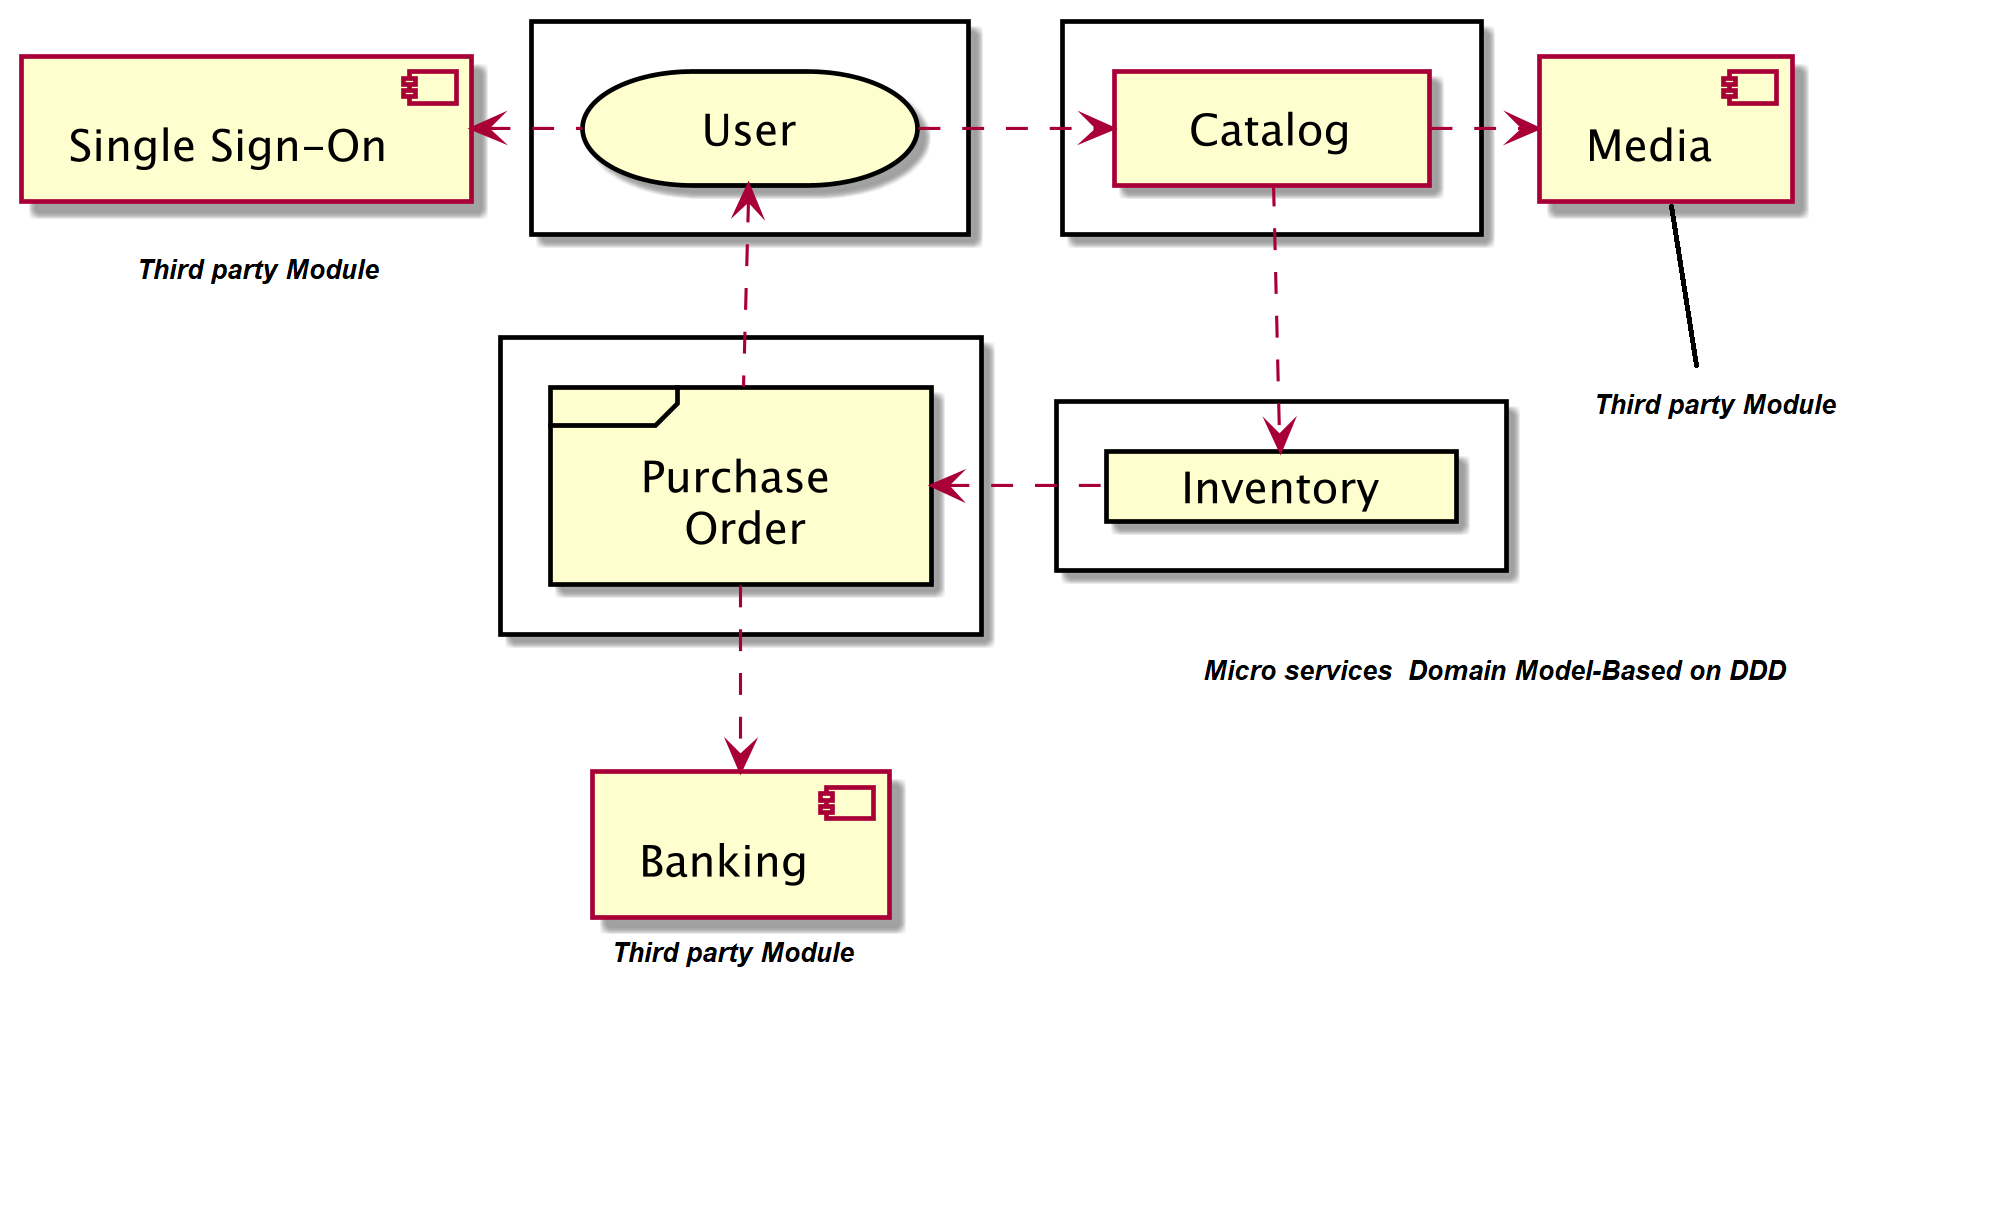 Single Sign-On
User
Catalog
Media
Third party Module
Third party Module
Purchase
Order
Inventory
Micro services  Domain Model-Based on DDD
Banking
Third party Module